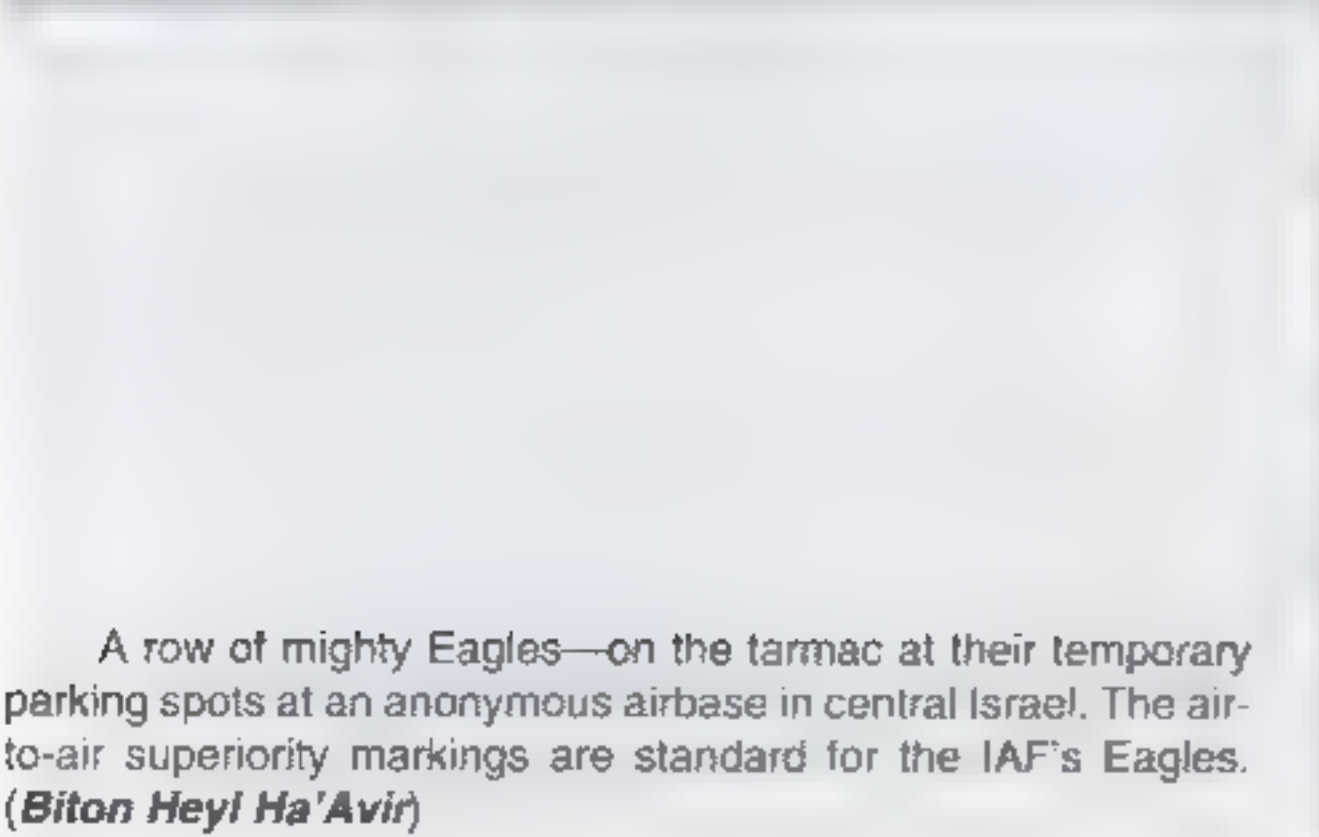 A row of mighty Eagles—on the tarmac at their temporary
parking spots at an anonymous airbase in central Israel. The air-
to-air superiority markings are standard for the IAF's Eagles.
(Biton Heyl Ha'Avir)